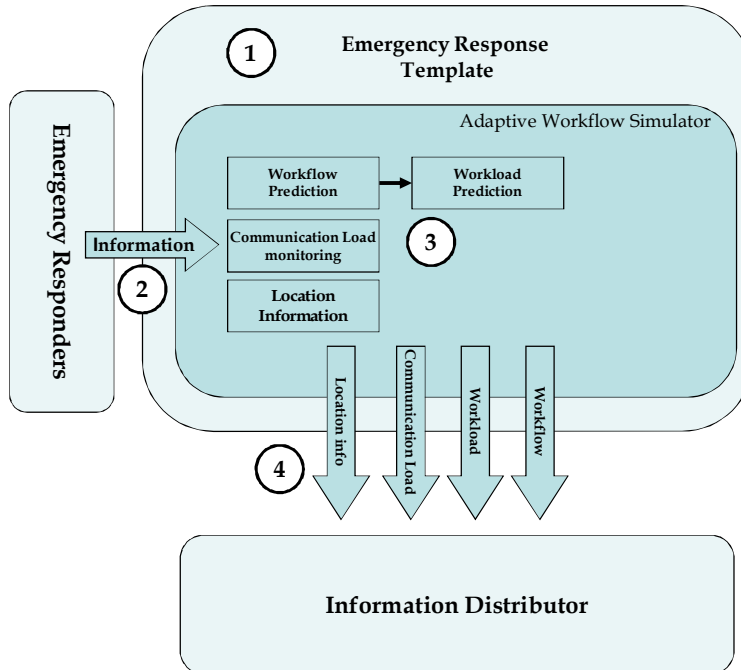 1
Emergency Response
Template
Adaptive Workflow Simulator
Emergency Responders
Workflow
Prediction
Workload
Prediction
Information
Communication Load
monitoring
2
3
Location
Information
Location info
Communication Load
Workload
Workflow
4
Information Distributor